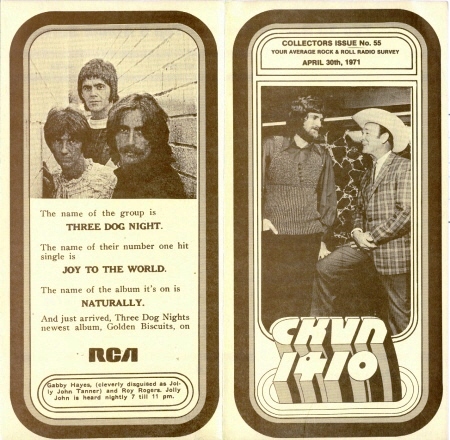 The name of the group is
THREE DOG NIGHT.
The name of their number one hit
single is
JOY TO THE WORLD.
The name of the album it's on is
NATURALLY.
And just arrived, Three Dog Nights
newest album, Golden Biscuits, on
RCA
Gabby Hayes, (cleverly disguised as Jol-
ly John Tanner) and Roy Rogers. Jolly
John is heard nightly 7 till 11 pm.
COLLECTORS ISSUE No. 55
YOUR AVERAGE ROCK & ROLL RADIO SURVEY
APRIL 30th, 1971
CKVN
1410